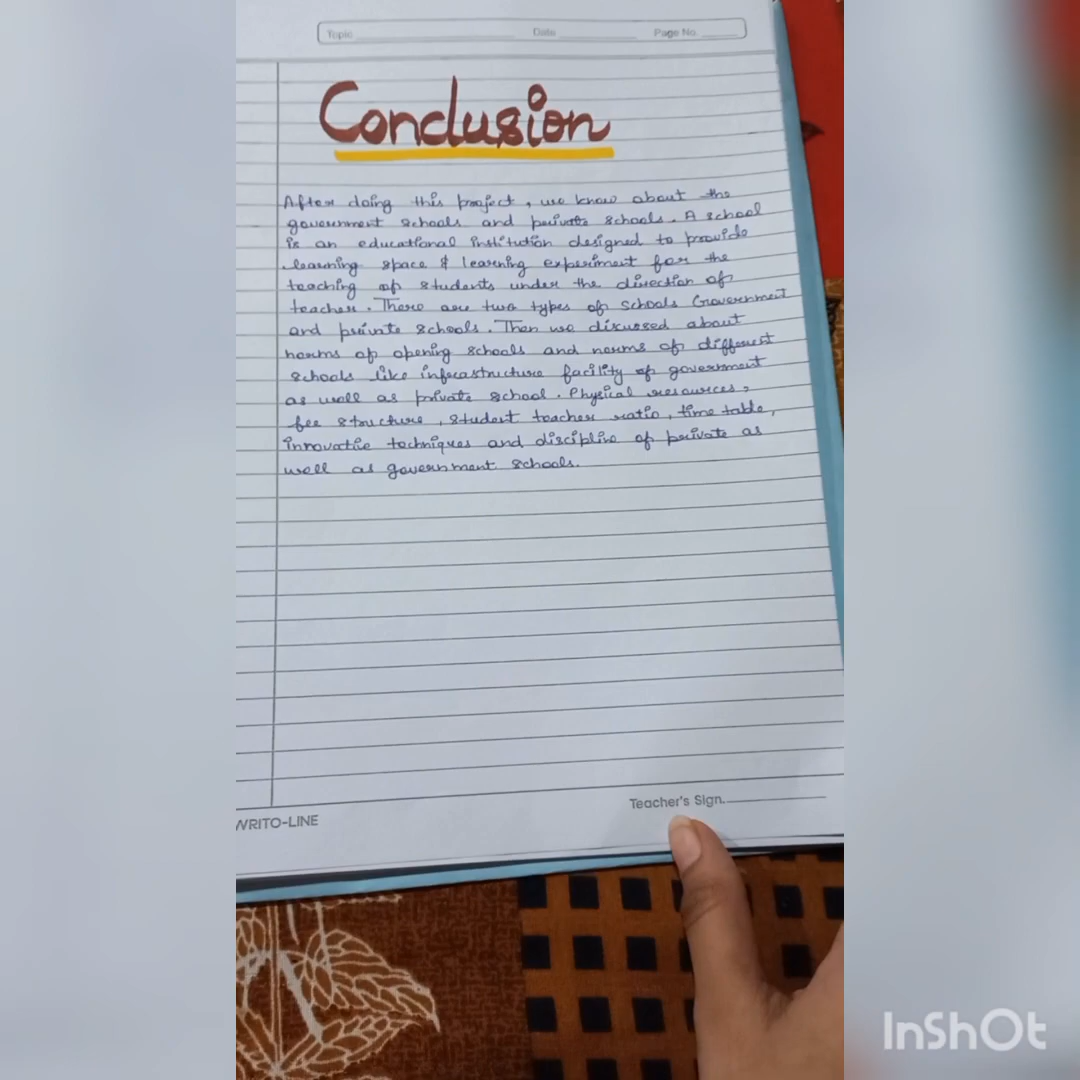 Topic Date Page No.
Conclusion
After doing this project, we know about the
government schools and private schools. A school
is an educational institution designed to provide
learning space & learning experiment for the
teaching of students under the direction of
teacher. There are two types of schools Government
and private schools. Then we discussed about
norms of opening schools and norms of different
schools like infrastructure facility of government
as well as private school. Physical resources,
fee structure, student teacher ratio, time table,
innovative techniques and discipline of private as
well as government schools.
Teacher's Sign.
WRITO-LINE
InShOt